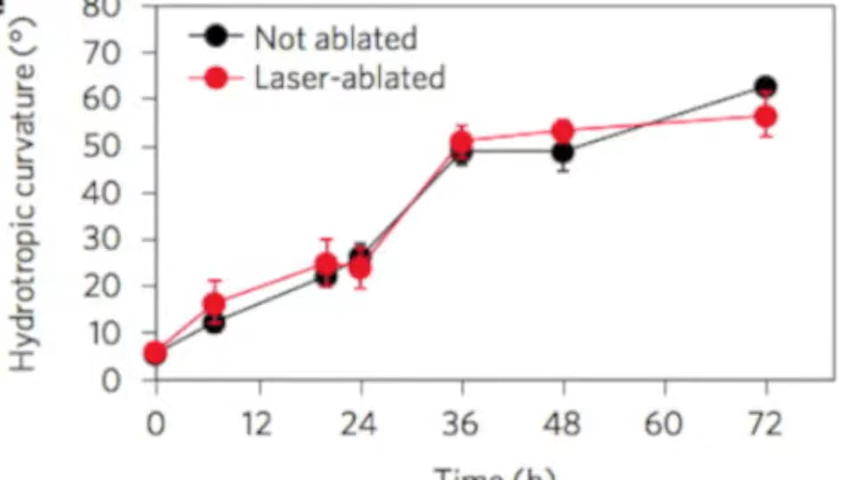 Hydrotropic curvature (°)
80
70
60
50
40
30
20
10
0
Not ablated
Laser-ablated
0 12 24 36 48 60 72
Time (h)